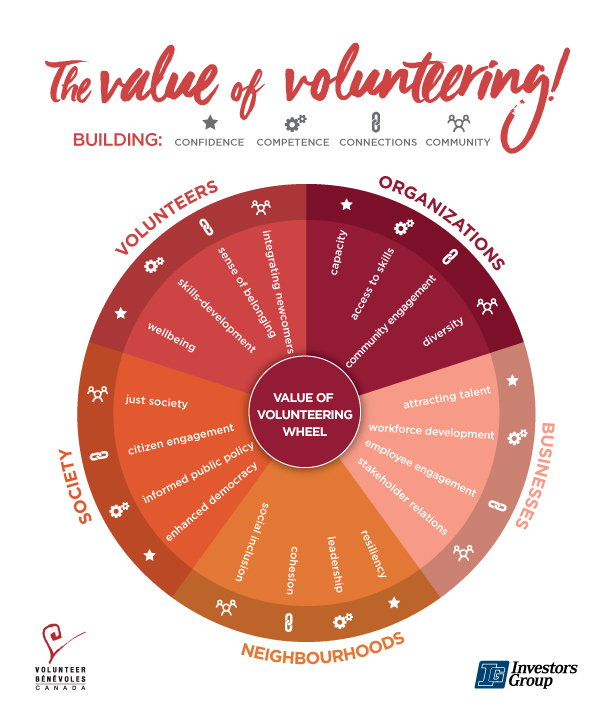 The value of volunteering!
BUILDING:
CONFIDENCE
COMPETENCE
CONNECTIONS
COMMUNITY
VOLUNTEERS
wellbeing
skills-development
sense of belonging
integrating newcomers
ORGANIZATIONS
capacity
access to skills
community engagement
diversity
BUSINESSES
attracting talent
workforce development
employee engagement
stakeholder relations
NEIGHBOURHOODS
resiliency
leadership
cohesion
social inclusion
SOCIETY
enhanced democracy
informed public policy
citizen engagement
just society
VALUE OF
VOLUNTEERING
WHEEL
VOLUNTEER
BÉNÉVOLES
CANADA
IG
Investors
Group